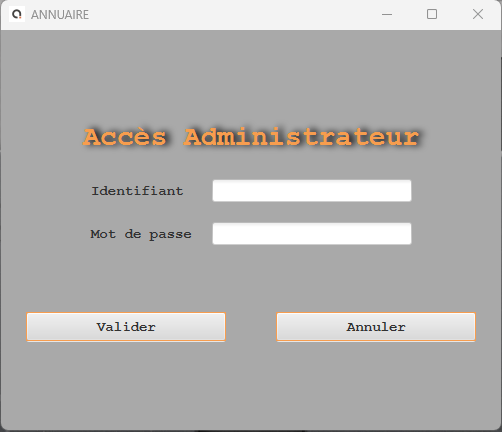 ANNUAIRE
Accès Administrateur
Identifiant
Mot de passe
Valider
Annuler